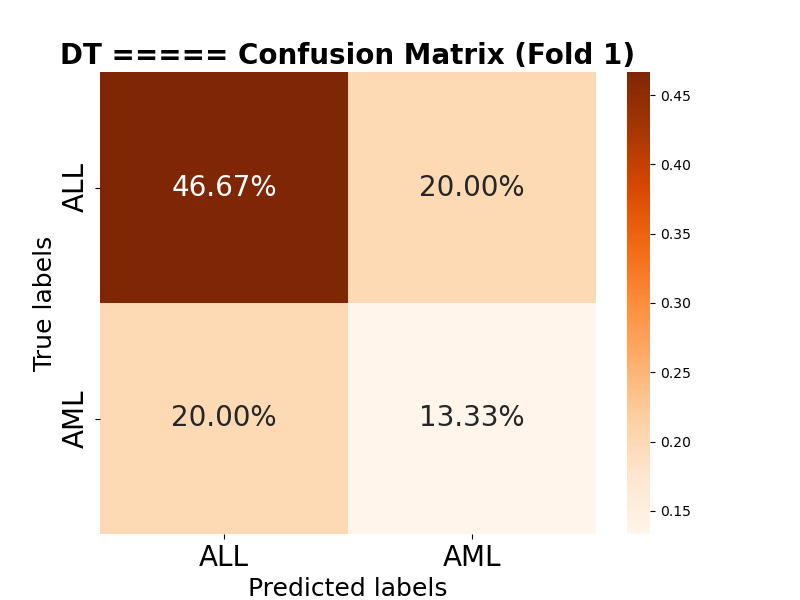 DT ===== Confusion Matrix (Fold 1)
True labels
ALL
46.67%
20.00%
AML
20.00%
13.33%
ALL
AML
Predicted labels
0.45
0.40
0.35
0.30
0.25
0.20
0.15